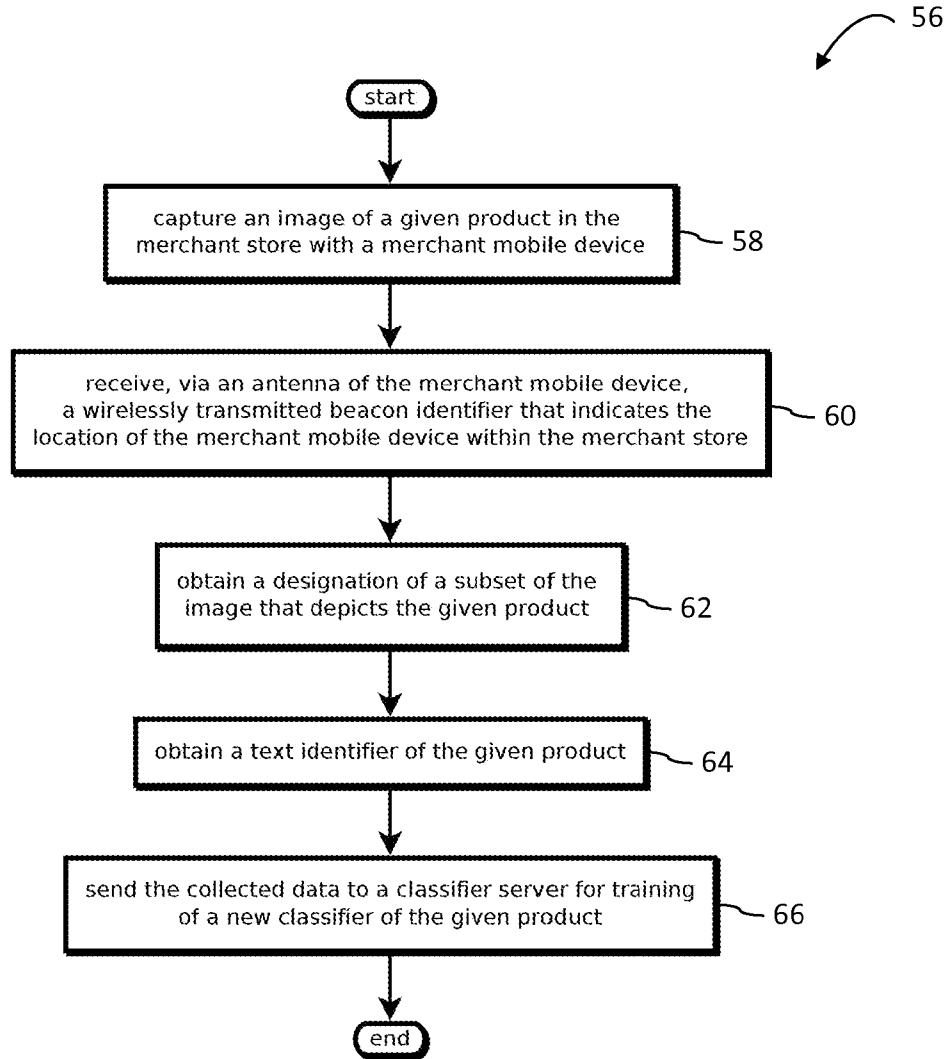 56
start
capture an image of a given product in the
merchant store with a merchant mobile device
58
receive, via an antenna of the merchant mobile device,
a wirelessly transmitted beacon identifier that indicates the
location of the merchant mobile device within the merchant store
60
obtain a designation of a subset of the
image that depicts the given product
62
obtain a text identifier of the given product
64
send the collected data to a classifier server for training
of a new classifier of the given product
66
end